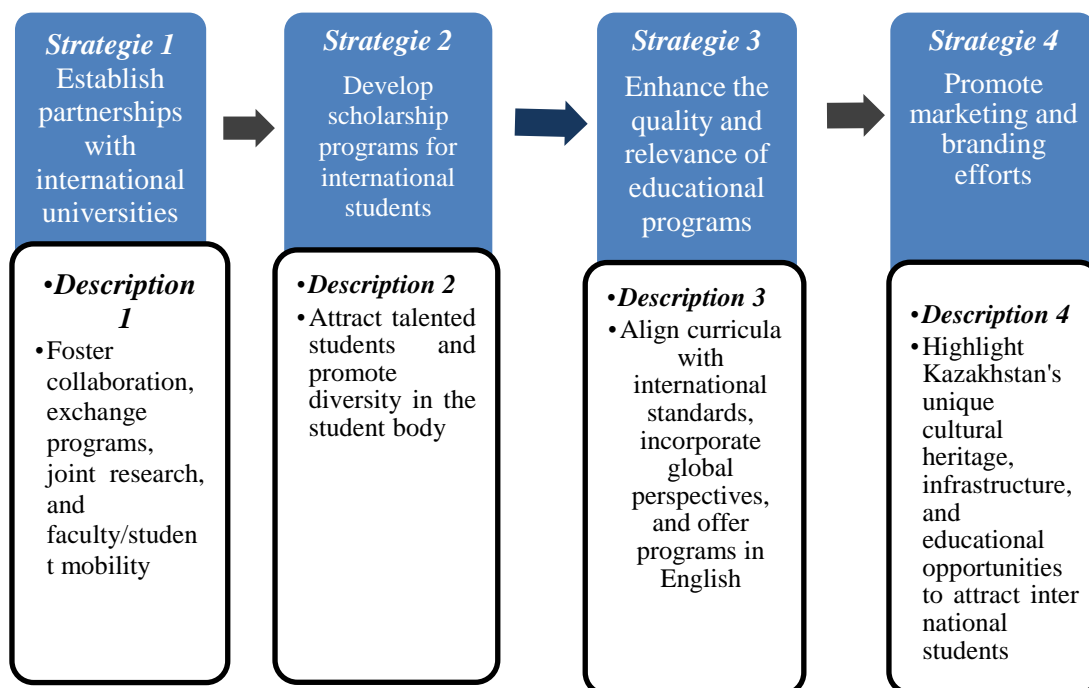 Strategie 1
Establish
partnerships
with
international
universities
•Description
1
•Foster
collaboration,
exchange
programs,
joint research,
and
faculty/studen
t mobility
Strategie 2
Develop
scholarship
programs for
international
students
•Description 2
•Attract talented
students and
promote
diversity in the
student body
Strategie 3
Enhance the
quality and
relevance of
educational
programs
•Description 3
•Align curricula
with
international
standards,
incorporate
global
perspectives,
and offer
programs in
English
Strategie 4
Promote
marketing and
branding
efforts
•Description 4
•Highlight
Kazakhstan's
unique
cultural
heritage,
infrastructure,
and
educational
opportunities
to attract inter
national
students